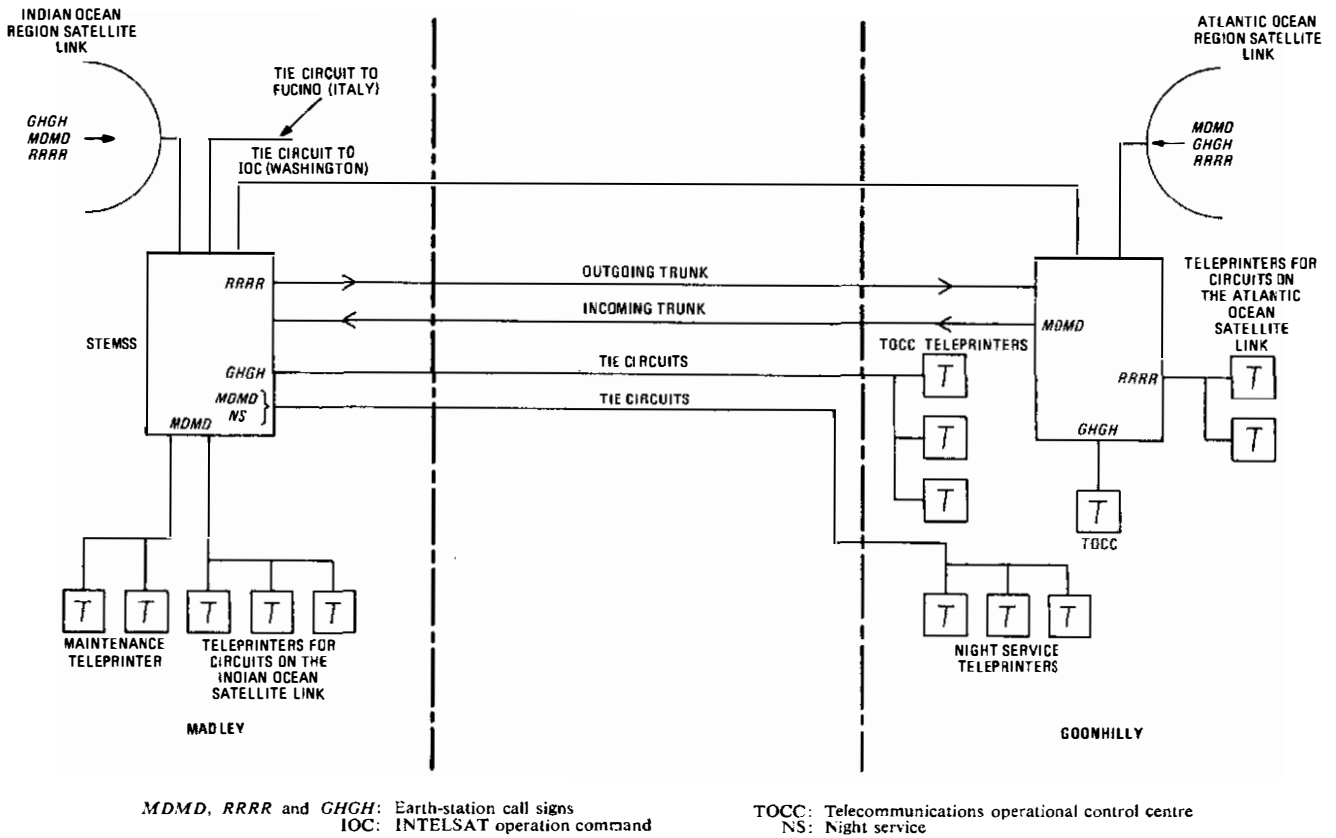 INDIAN OCEAN
REGION SATELLITE
LINK
ATLANTIC OCEAN
REGION SATELLITE
LINK
TIE CIRCUIT TO
FUCINO (ITALY)
GHGH
MDMD
RRRR
TIE CIRCUIT TO
IOC (WASHINGTON)
MDMD
GHGH
RRRR
STEMSS
RRRR
GHGH
MDMD
NS
MDMD
OUTGOING TRUNK
INCOMING TRUNK
TIE CIRCUITS
TIE CIRCUITS
TOCC TELEPRINTERS
T
T
T
MDMD
RRRR
GHGH
TELEPRINTERS FOR
CIRCUITS ON
THE ATLANTIC
OCEAN
SATELLITE
LINK
T
T
T
TOCC
T
T
T
T
T
MAINTENANCE
TELEPRINTER
TELEPRINTERS FOR
CIRCUITS ON THE
INDIAN OCEAN
SATELLITE LINK
T
T
T
NIGHT SERVICE
TELEPRINTERS
MADLEY
GOONHILLY
MDMD, RRRR and GHGH: Earth-station call signs
IOC: INTELSAT operation command
TOCC: Telecommunications operational control centre
NS: Night service